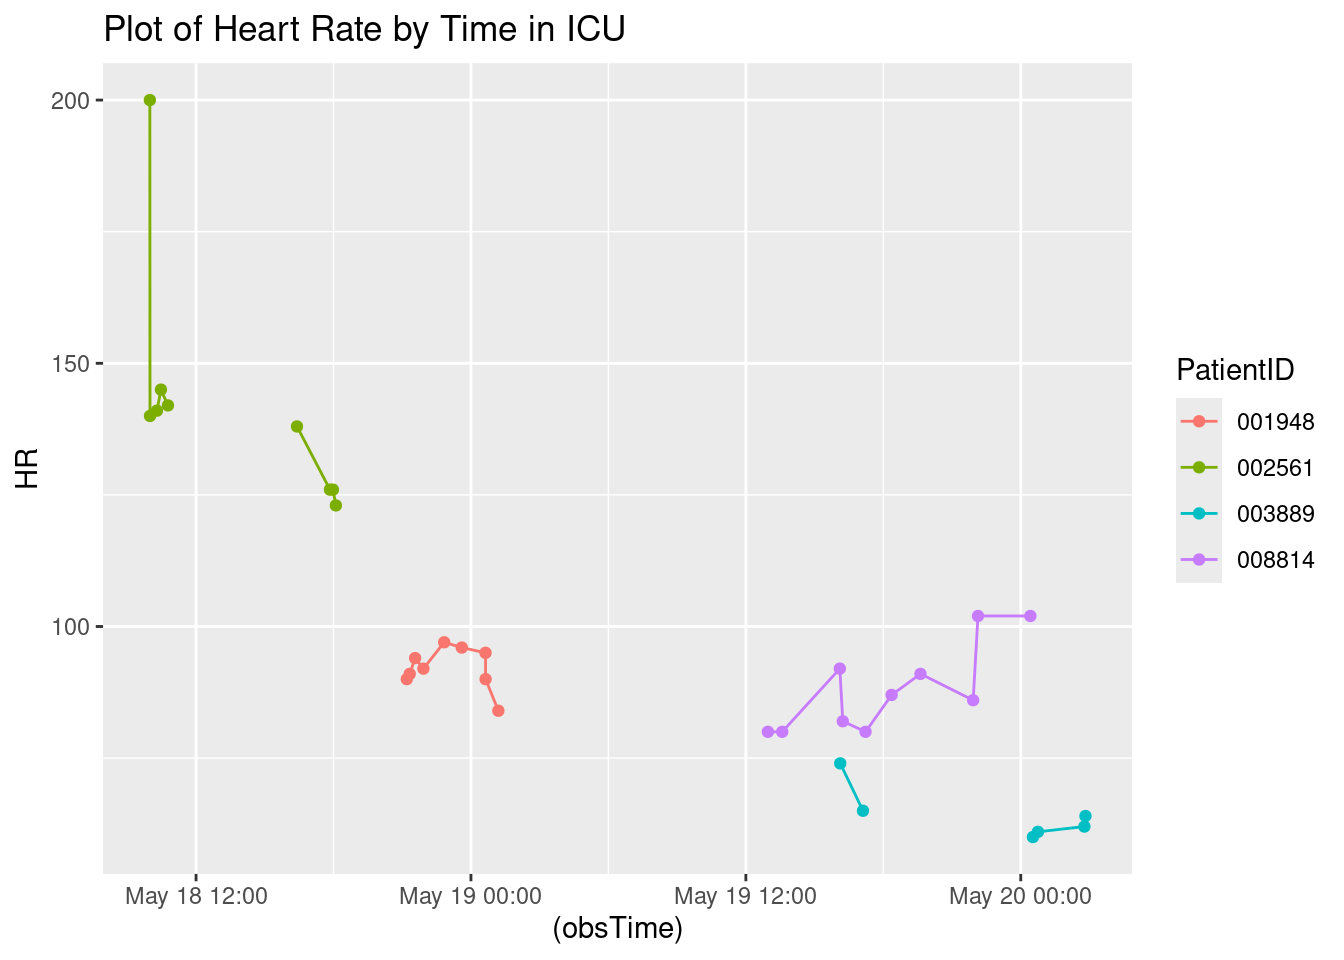 Plot of Heart Rate by Time in ICU
200
150
100
HR
May 18 12:00
May 19 00:00
May 19 12:00
May 20 00:00
(obsTime)
PatientID
001948
002561
003889
008814